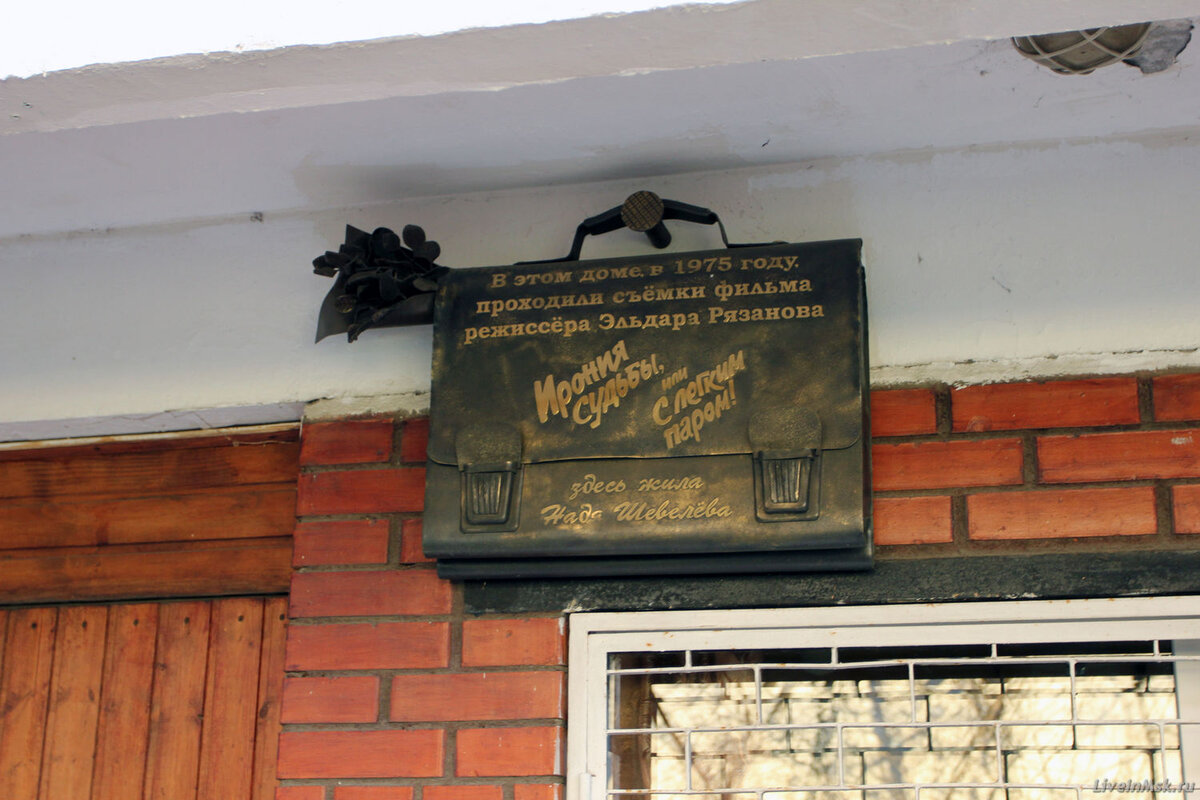 В этом доме, в 1975 году,
проходили съёмки фильма
режиссёра Эльдара Рязанова
Ирония
судьбы,
или
С легким
паром!
здесь жила
Надя Шевелёва
LiveInMsk.ru